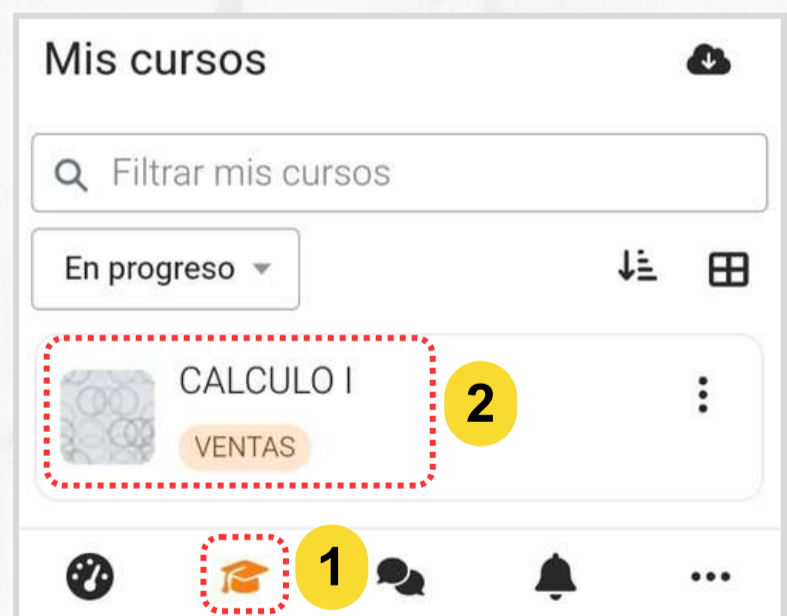 Mis cursos
Filtrar mis cursos
En progreso
CALCULO I
2
VENTAS
1